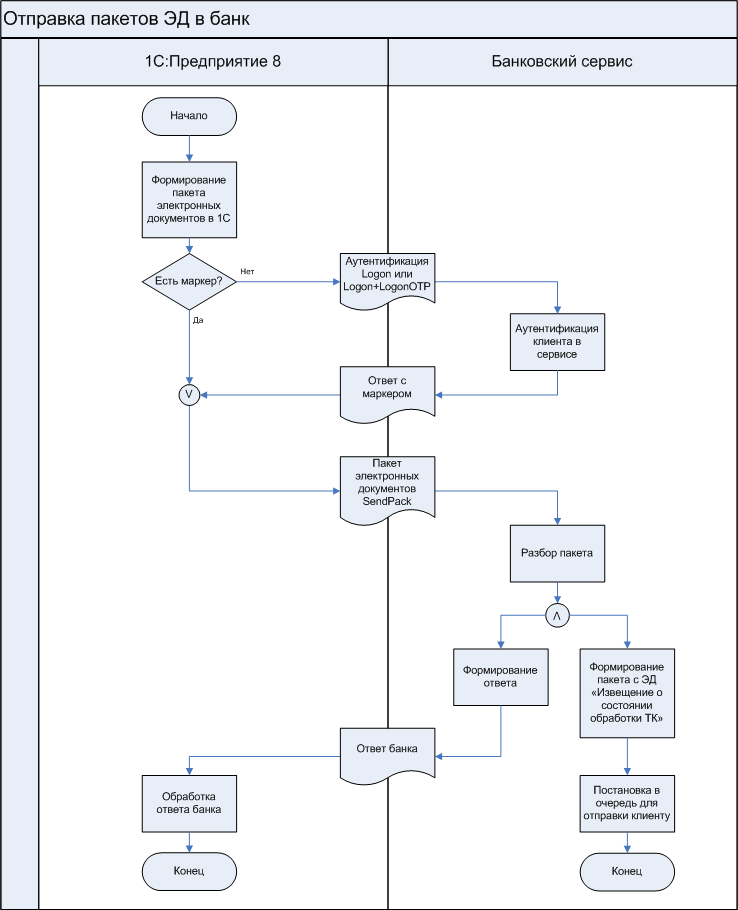 Отправка пакетов ЭД в банк
1С:Предприятие 8
Банковский сервис
Начало
Формирование
пакета
электронных
документов в 1С
Есть маркер?
Нет
Да
Аутентификация
Logon или
Logon+LogonOTP
Аутентификация
клиента в
сервисе
Ответ с
маркером
V
Пакет
электронных
документов
SendPack
Разбор пакета
Λ
Формирование
ответа
Формирование
пакета с ЭД
«Извещение о
состоянии
обработки ТК»
Ответ банка
Обработка
ответа банка
Постановка в
очередь для
отправки клиенту
Конец
Конец